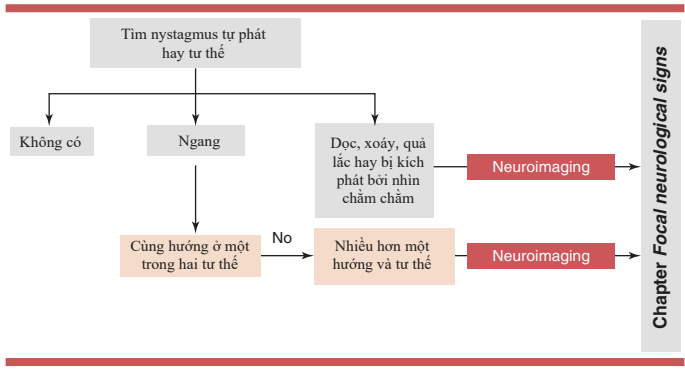 Tìm nystagmus tự phát
hay tư thế
Không có
Ngang
Dọc, xoáy, quả
lắc hay bị kích
phát bởi nhìn
chằm chằm
Neuroimaging
Cùng hướng ở một
trong hai tư thế
No
Nhiều hơn một
hướng và tư thế
Neuroimaging
Chapter Focal neurological signs